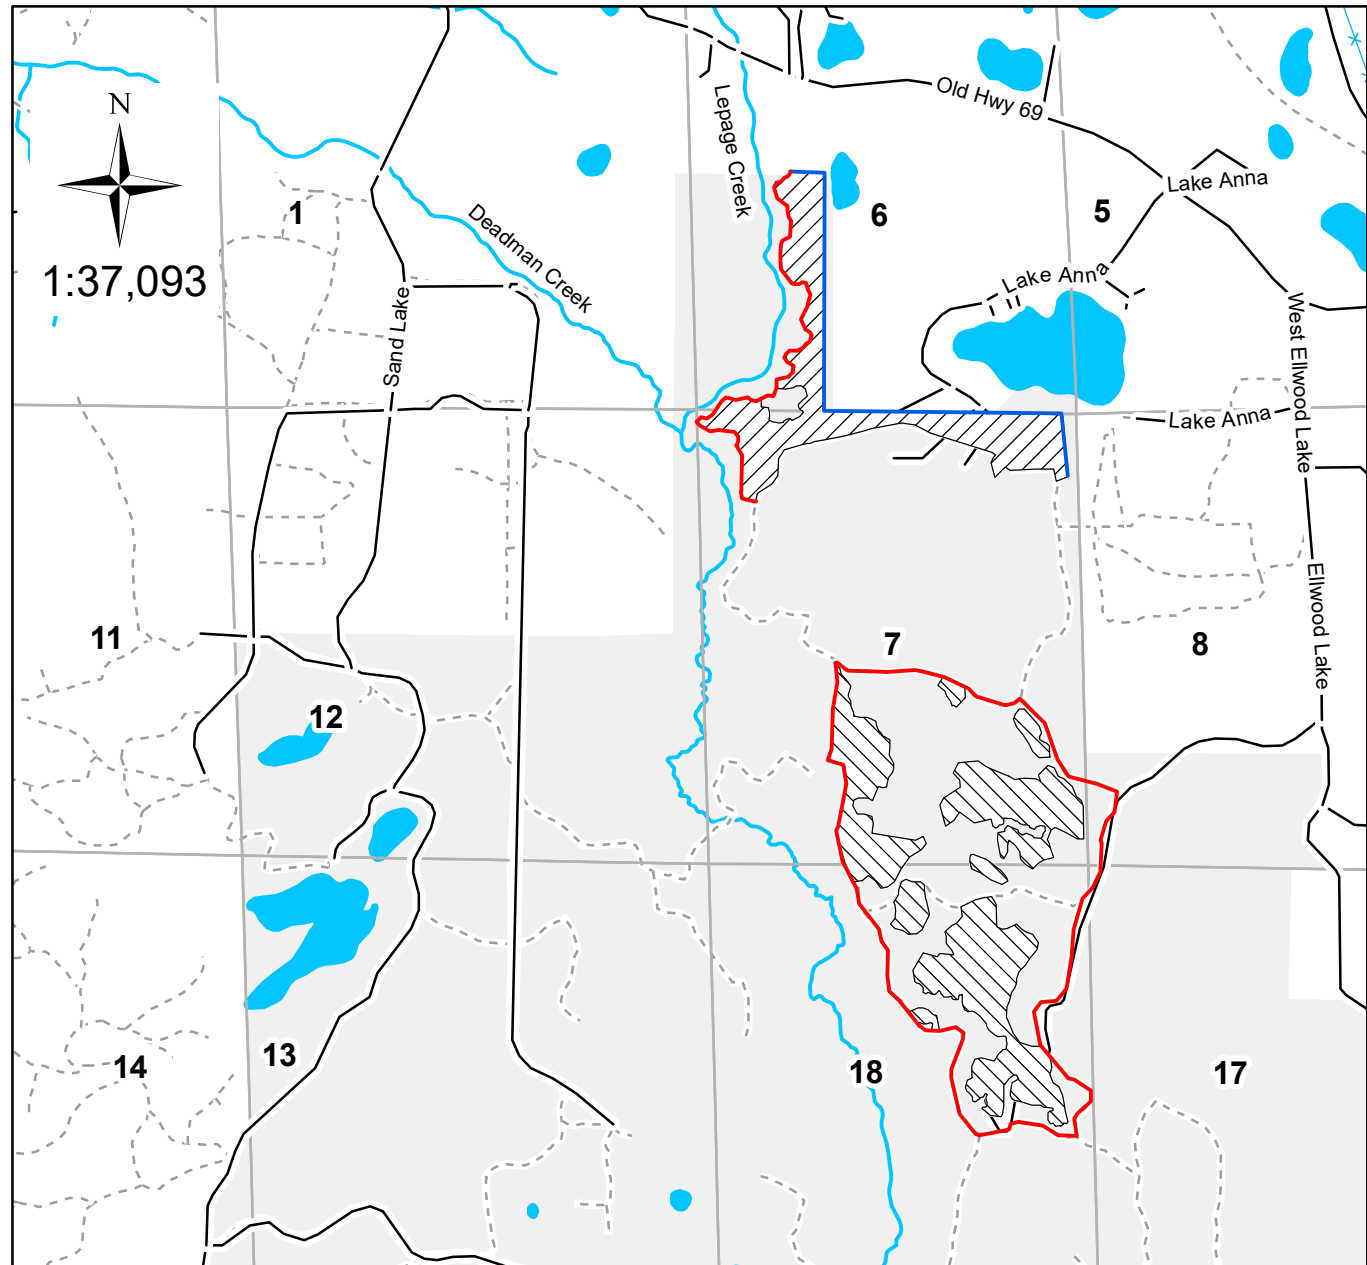 Old Hwy 69
N
Lepage Creek
Lake Anna
1
6
5
Deadman Creek
1:37,093
Lake Anna
Sand Lake
West Ellwood Lake
Lake Anna
11
7
8
Ellwood Lake
12
14
13
18
17